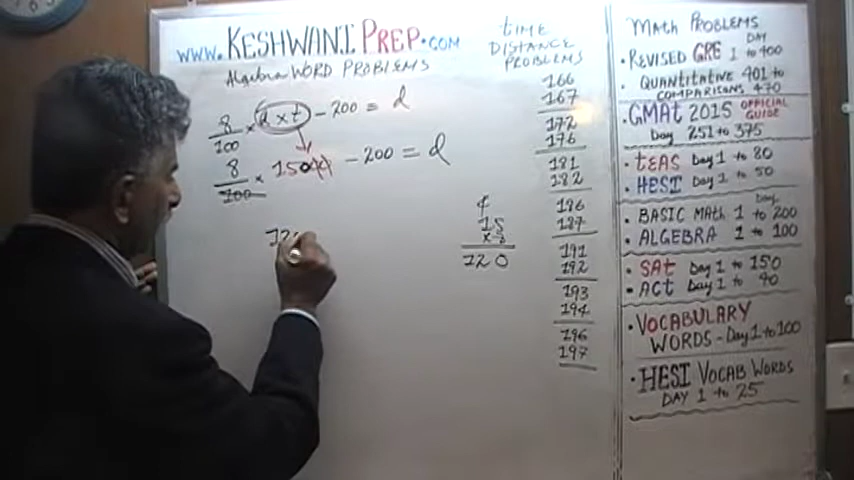 www.KESHWANI PREP.COM
Algebra WORD PROBLEMS
8/100 × (d × t) - 200 = d
8/100 × 150 - 200 = d
120
4
15
×8
120
TIME
DISTANCE
PROBLEMS
166
167
172
176
181
182
186
187
191
192
193
194
196
197
MATH PROBLEMS
DAY
• REVISED GRE 1 to 400
• QUANTITATIVE 401 to
COMPARISONS 470
• GMAT 2015 OFFICIAL
GUIDE
Day 251 to 375
• TEAS Day 1 to 80
• HESI Day 1 to 50
Day
• BASIC MATH 1 to 200
• ALGEBRA 1 to 100
• SAT Day 1 to 150
• ACT Day 1 to 90
• VOCABULARY
WORDS - Day 1 to 100
• HESI VOCAB WORDS
DAY 1 to 25